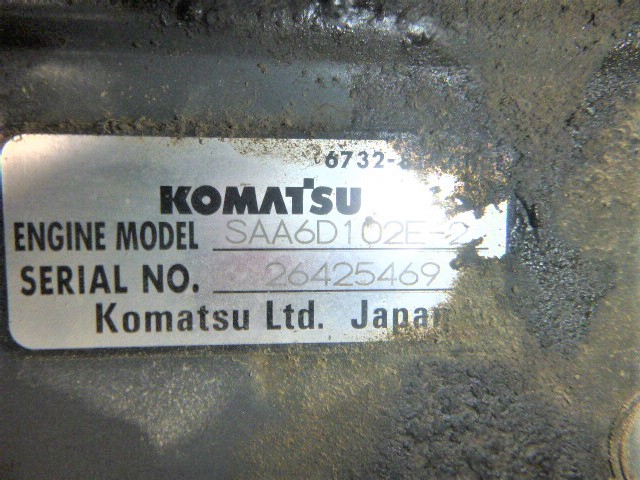 6732-
KOMATSU
ENGINE MODEL SAA6D102E-2
SERIAL NO. 26425469
Komatsu Ltd. Japan